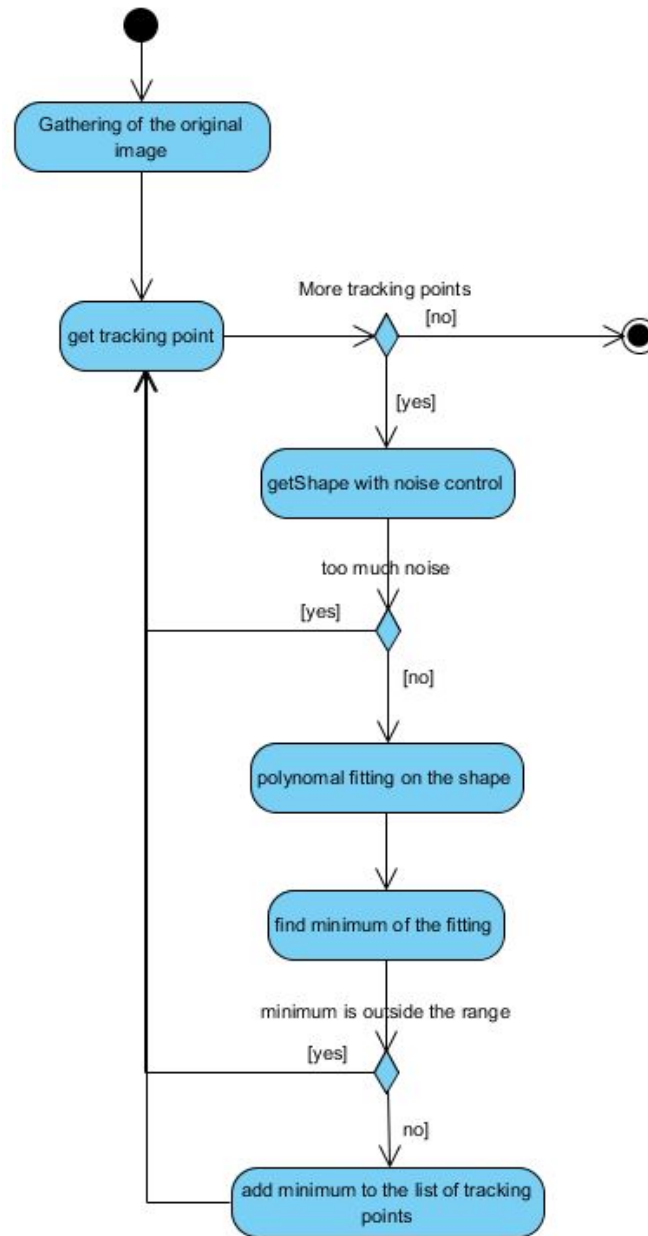 Gathering of the original
image
More tracking points
[no]
get tracking point
[yes]
getShape with noise control
too much noise
[yes]
[no]
polynomal fitting on the shape
find minimum of the fitting
minimum is outside the range
[yes]
no]
add minimum to the list of tracking
points